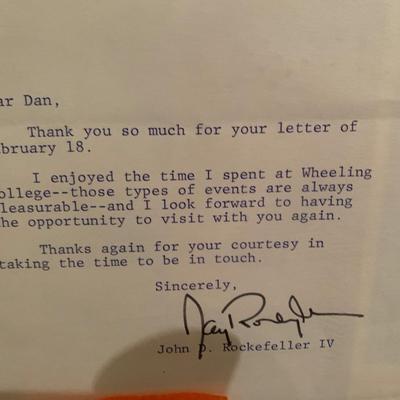 ar Dan,
Thank you so much for your letter of
bruary 18.
I enjoyed the time I spent at Wheeling
ollege--those types of events are always
leasurable--and I look forward to having
he opportunity to visit with you again.
Thanks again for your courtesy in
taking the time to be in touch.
Sincerely,
Jay Rockefeller
John D. Rockefeller IV